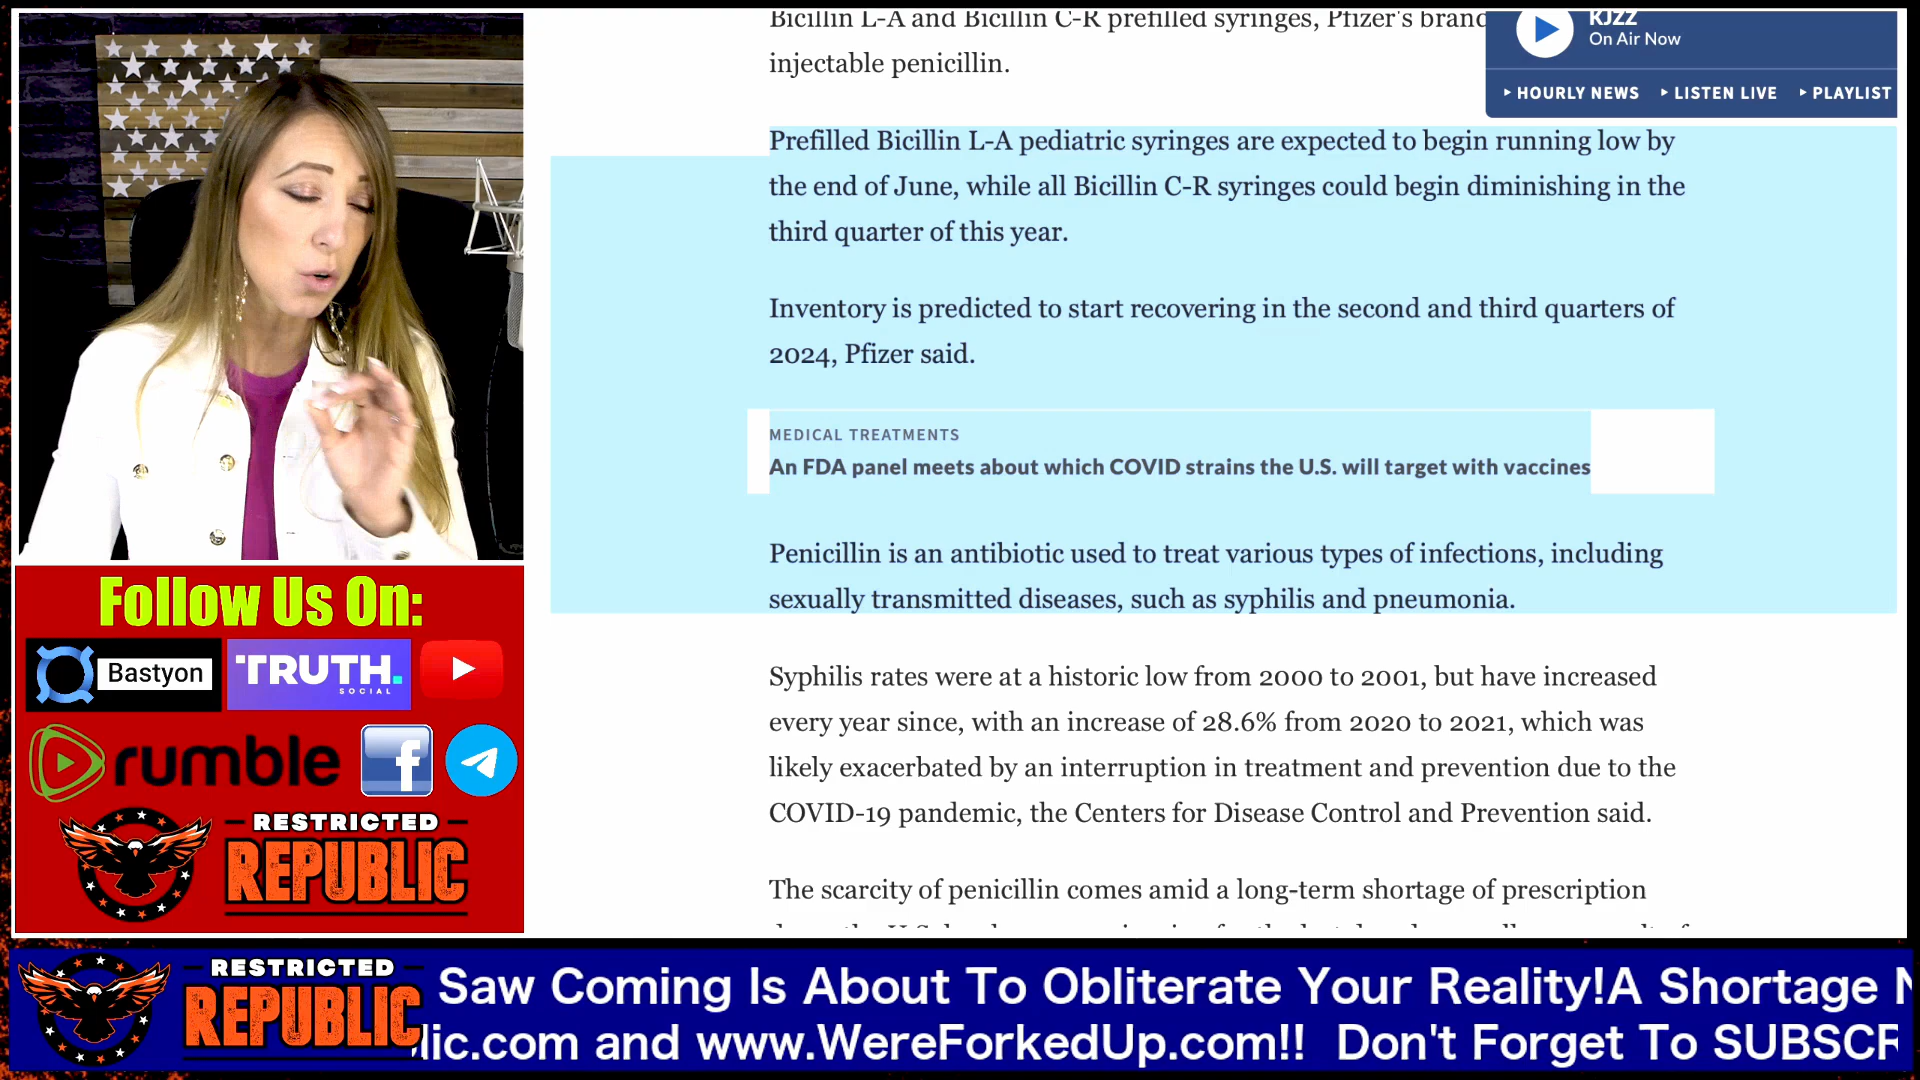 Bicillin L-A and Bicillin C-R prefilled syringes, Pfizer's brand
injectable penicillin.
KJZZ
On Air Now
HOURLY NEWS LISTEN LIVE PLAYLIST
Prefilled Bicillin L-A pediatric syringes are expected to begin running low by
the end of June, while all Bicillin C-R syringes could begin diminishing in the
third quarter of this year.
Inventory is predicted to start recovering in the second and third quarters of
2024, Pfizer said.
MEDICAL TREATMENTS
An FDA panel meets about which COVID strains the U.S. will target with vaccines
Penicillin is an antibiotic used to treat various types of infections, including
sexually transmitted diseases, such as syphilis and pneumonia.
Syphilis rates were at a historic low from 2000 to 2001, but have increased
every year since, with an increase of 28.6% from 2020 to 2021, which was
likely exacerbated by an interruption in treatment and prevention due to the
COVID-19 pandemic, the Centers for Disease Control and Prevention said.
The scarcity of penicillin comes amid a long-term shortage of prescription
Follow Us On:
Bastyon
TRUTH.
SOCIAL
rumble
f
RESTRICTED
REPUBLIC
RESTRICTED
REPUBLIC
Saw Coming Is About To Obliterate Your Reality!A Shortage N
lic.com and www.WereForkedUp.com!! Don't Forget To SUBSCR